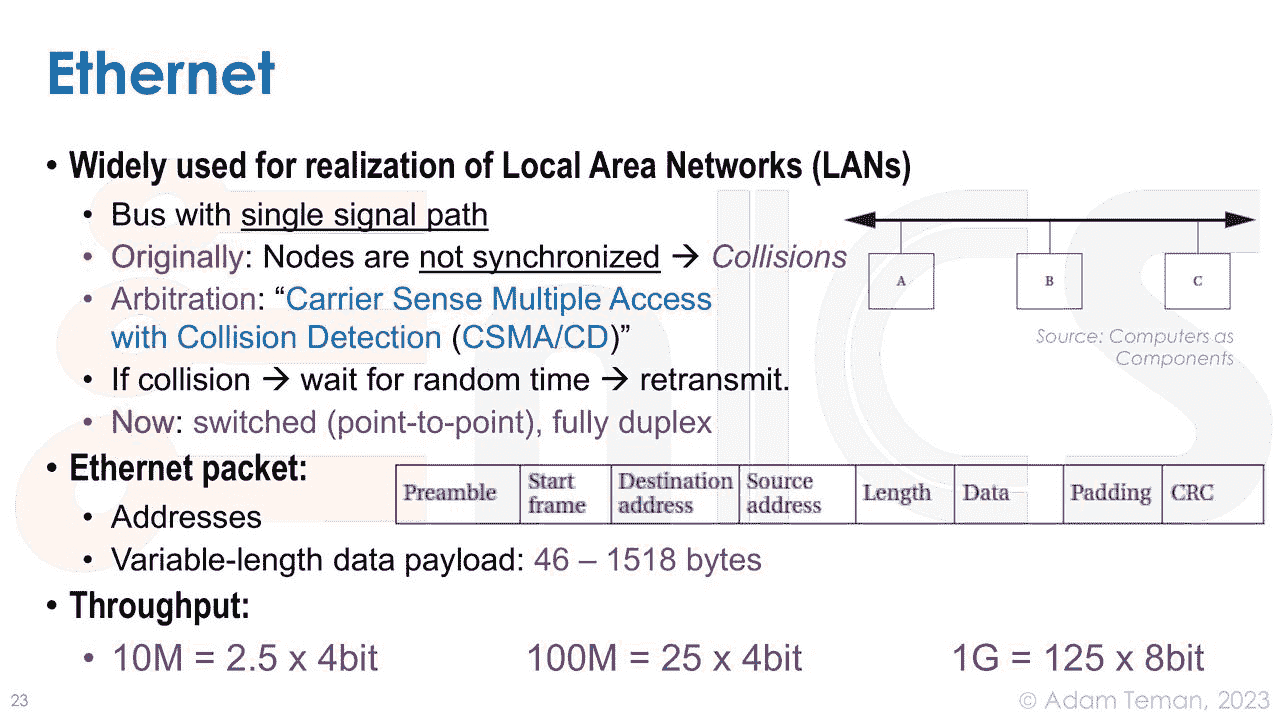 Ethernet
• Widely used for realization of Local Area Networks (LANs)
• Bus with single signal path
• Originally: Nodes are not synchronized → Collisions
• Arbitration: “Carrier Sense Multiple Access
with Collision Detection (CSMA/CD)”
• If collision → wait for random time → retransmit.
• Now: switched (point-to-point), fully duplex
A B C
Source: Computers as
Components
• Ethernet packet:
Preamble Start frame Destination address Source address Length Data Padding CRC
• Addresses
• Variable-length data payload: 46 – 1518 bytes
• Throughput:
• 10M = 2.5 x 4bit 100M = 25 x 4bit 1G = 125 x 8bit
23
© Adam Teman, 2023
EnICS